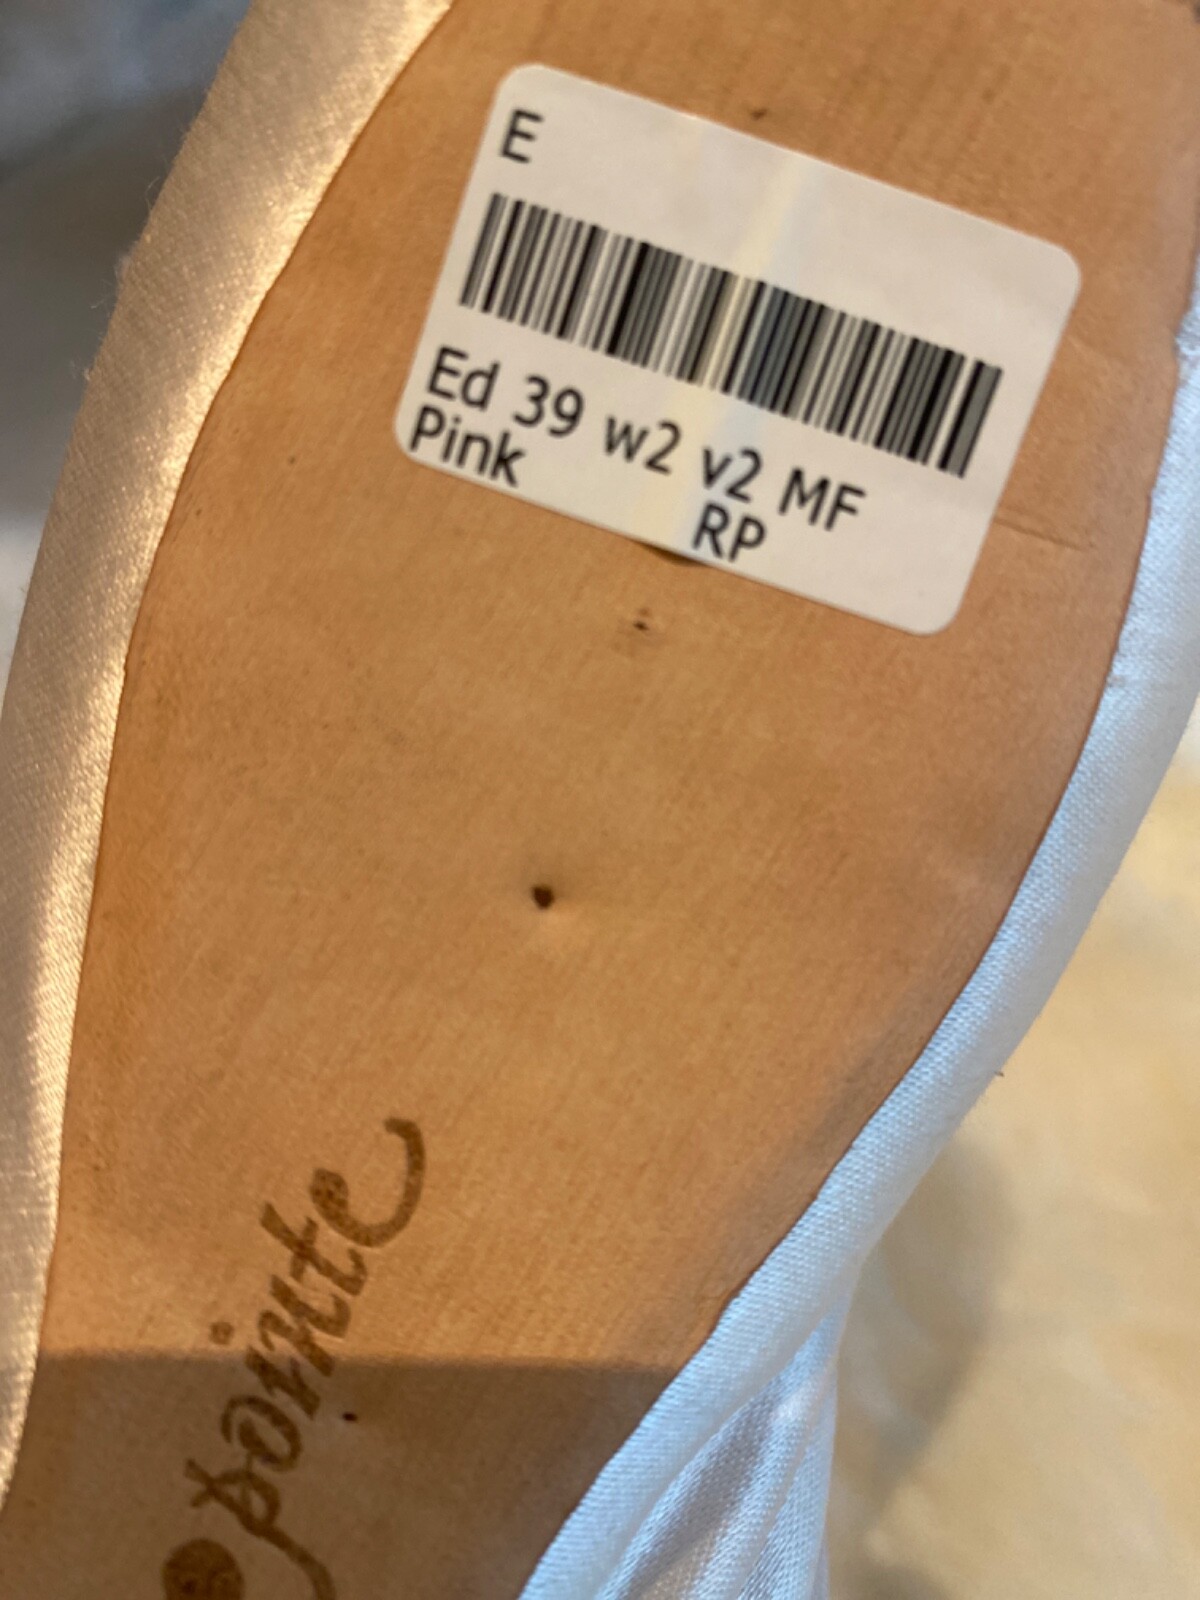 E
Ed 39 w2 v2 MF
Pink RP
pointe